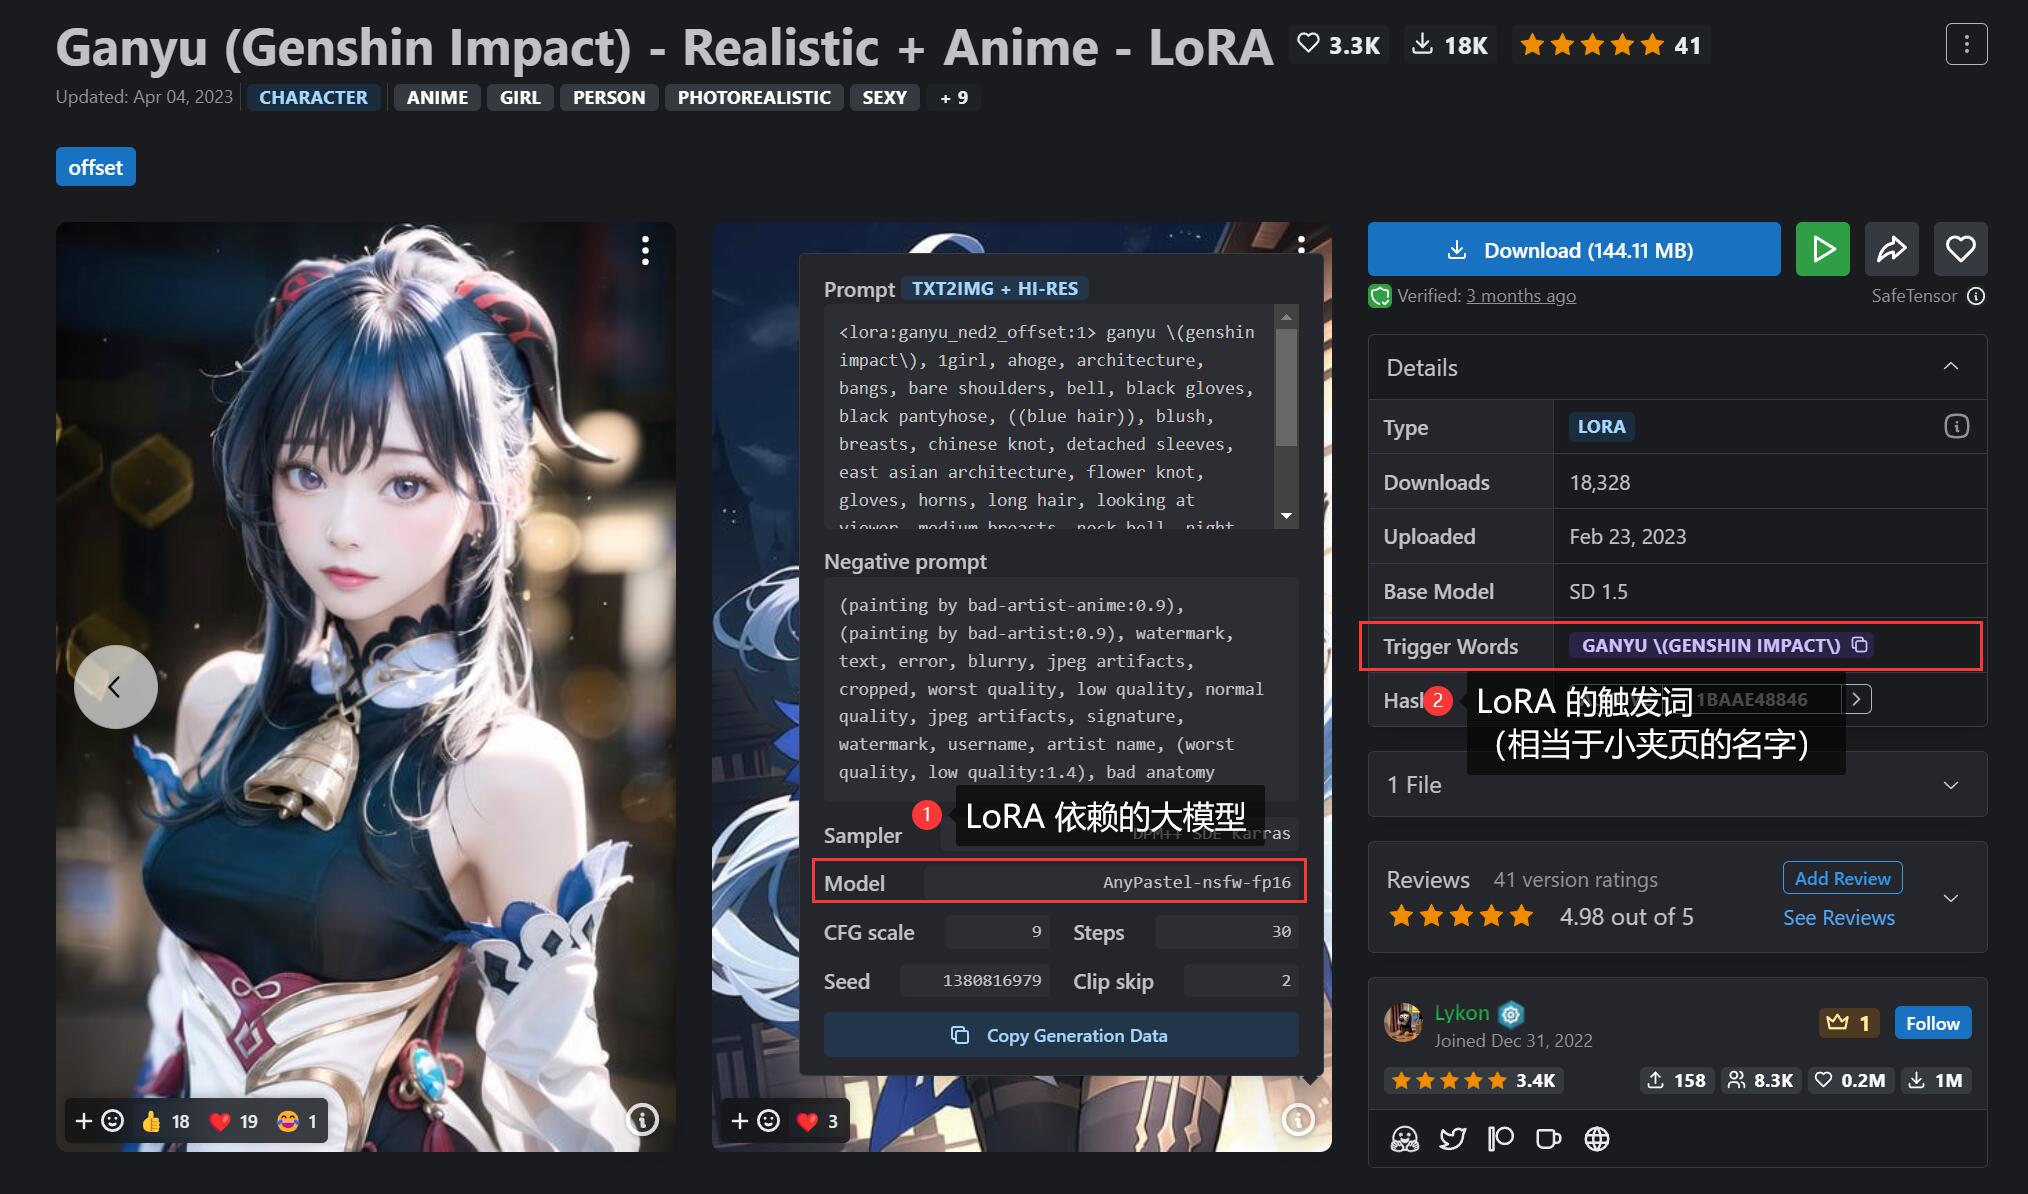 Ganyu (Genshin Impact) - Realistic + Anime - LoRA 3.3K 18K 41
Updated: Apr 04, 2023 CHARACTER ANIME GIRL PERSON PHOTOREALISTIC SEXY + 9
offset
Prompt TXT2IMG + HI-RES
<lora:ganyu_ned2_offset:1> ganyu \(genshin
impact\), 1girl, ahoge, architecture,
bangs, bare shoulders, bell, black gloves,
black pantyhose, ((blue hair)), blush,
breasts, chinese knot, detached sleeves,
east asian architecture, flower knot,
gloves, horns, long hair, looking at
viewer, medium breasts, neck bell, night
Negative prompt
(painting by bad-artist-anime:0.9),
(painting by bad-artist:0.9), watermark,
text, error, blurry, jpeg artifacts,
cropped, worst quality, low quality, normal
quality, jpeg artifacts, signature,
watermark, username, artist name, (worst
quality, low quality:1.4), bad anatomy
1 LoRA 依赖的大模型
Sampler DPM++ SDE Karras
Model AnyPastel-nsfw-fp16
CFG scale 9 Steps 30
Seed 1380816979 Clip skip 2
Copy Generation Data
18 19 1
3
Download (144.11 MB)
Verified: 3 months ago SafeTensor
Details
Type LORA
Downloads 18,328
Uploaded Feb 23, 2023
Base Model SD 1.5
Trigger Words GANYU \(GENSHIN IMPACT\)
Hash 1BAAE48846
2 LoRA 的触发词
（相当于小夹页的名字）
1 File
Reviews 41 version ratings Add Review
4.98 out of 5 See Reviews
Lykon 1 Follow
Joined Dec 31, 2022
3.4K 158 8.3K 0.2M 1M